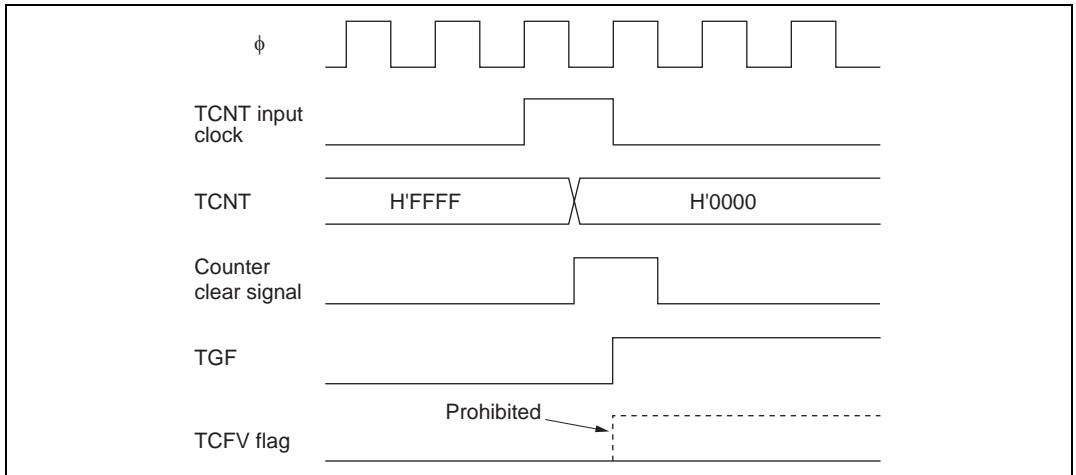 ϕ
TCNT input
clock
TCNT
H'FFFF
H'0000
Counter
clear signal
TGF
Prohibited
TCFV flag